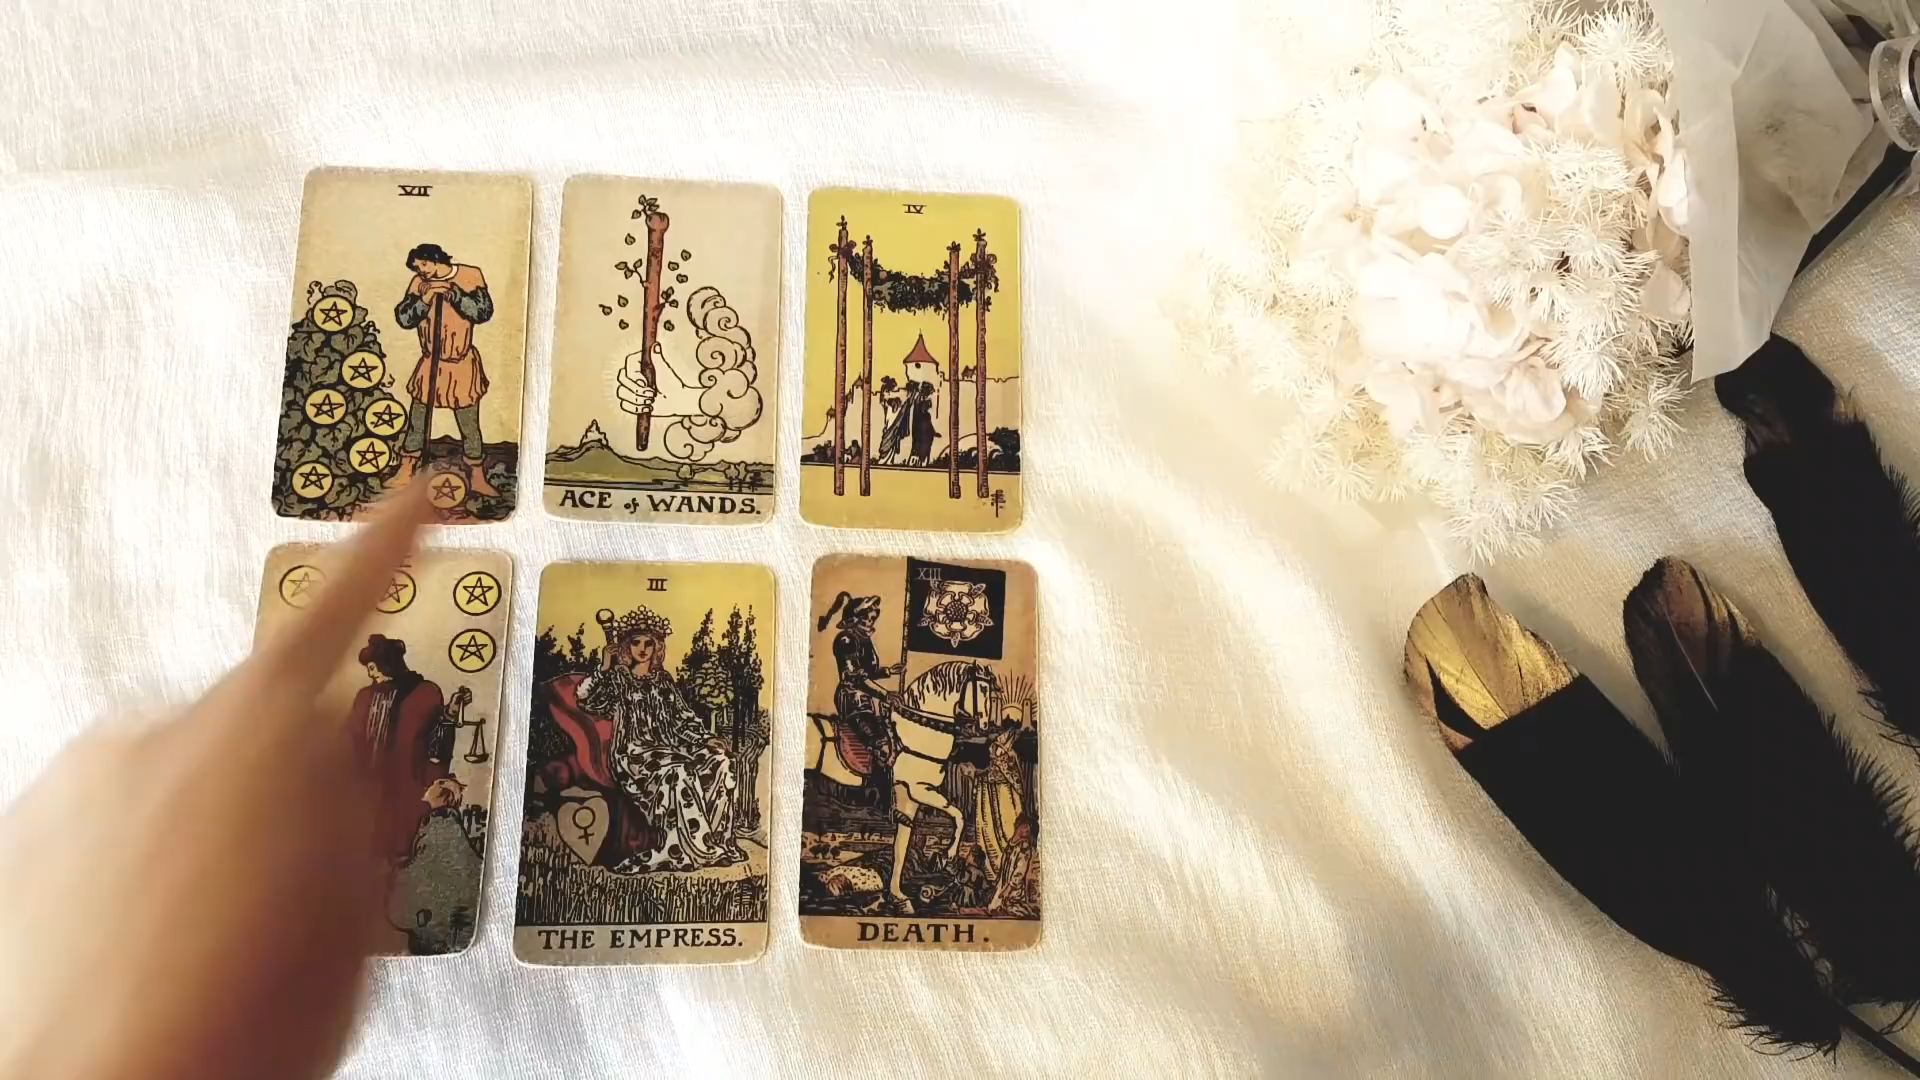 VII
IV
ACE of WANDS.
III
XIII
THE EMPRESS.
DEATH.